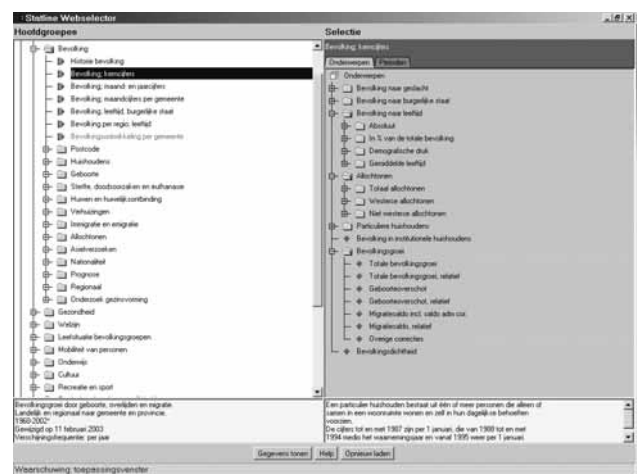 Statline Webselector
Hoofdgroepen
Bevolking
Historie bevolking
Bevolking; kerncijfers
Bevolking; maand- en jaarcijfers
Bevolking; maandcijfers per gemeente
Bevolking; leeftijd, burgerlijke staat
Bevolking per regio; leeftijd
Bevolkingsontwikkeling per gemeente
Postcode
Huishoudens
Geboorte
Sterfte, doodsoorzaken en euthanasie
Huwen en huwelijksontbinding
Verhuizingen
Immigratie en emigratie
Allochtonen
Asielverzoeken
Nationaliteit
Prognose
Regionaal
Onderzoek gezinsvorming
Gezondheid
Welzijn
Leefsituatie bevolkingsgroepen
Mobiliteit van personen
Onderwijs
Cultuur
Recreatie en sport
Bevolkingsgroei door geboorte, overlijden en migratie.
Landelijk en regionaal naar gemeente en provincie.
1960-2002*
Gewijzigd op 11 februari 2003
Verschijningsfrequentie: per jaar
Selectie
Bevolking; kerncijfers
Onderwerpen Perioden
Onderwerpen
Bevolking naar geslacht
Bevolking naar burgerlijke staat
Bevolking naar leeftijd
Absoluut
In % van de totale bevolking
Demografische druk
Gemiddelde leeftijd
Allochtonen
Totaal allochtonen
Westerse allochtonen
Niet westerse allochtonen
Particuliere huishoudens
Bevolking in institutionele huishoudens
Bevolkingsgroei
Totale bevolkingsgroei
Totale bevolkingsgroei, relatief
Geboorteoverschot
Geboorteoverschot, relatief
Migratiesaldo incl. saldo adm cor.
Migratiesaldo, relatief
Overige correcties
Bevolkingsdichtheid
Een particulier huishouden bestaat uit één of meer personen die alleen of
samen in een woonruimte wonen en zelf in hun dagelijkse behoeften
voorzien.
De cijfers tot en met 1987 zijn per 1 januari, die van 1988 tot en met
1994 medio het waarnemingsjaar en vanaf 1995 weer per 1 januari.
Gegevens tonen Help Opnieuw laden
Waarschuwing: toepassingsvenster